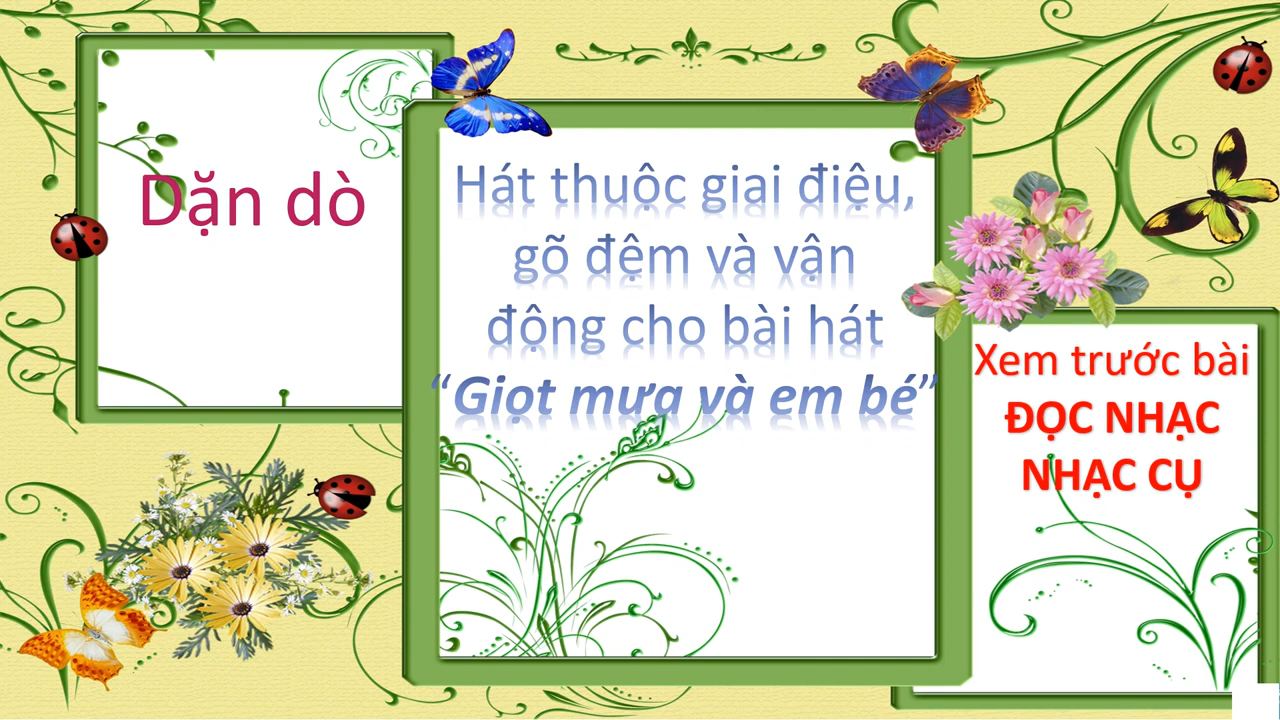 Dặn dò
Hát thuộc giai điệu,
gõ đệm và vận
động cho bài hát
“Giọt mưa và em bé”
Xem trước bài
ĐỌC NHẠC
NHẠC CỤ